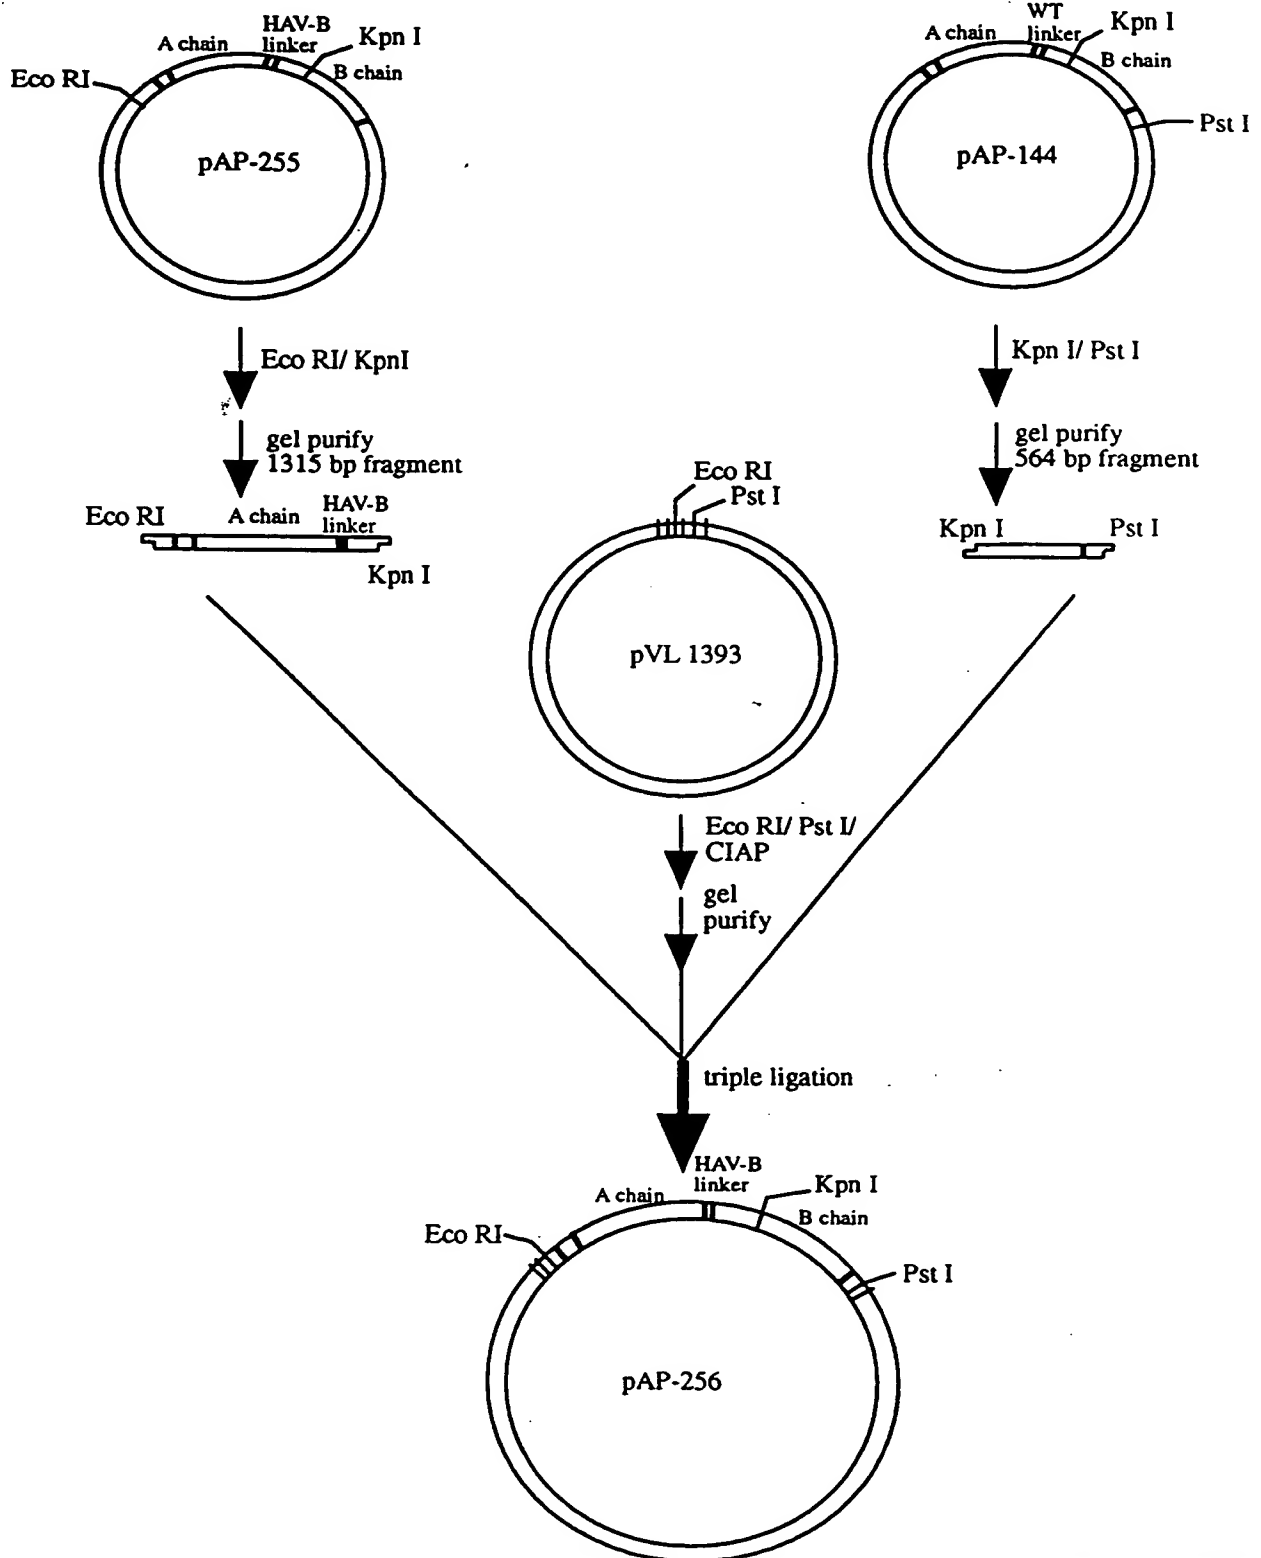 HAV-B
linker
A chain
Kpn I
B chain
Eco RI
pAP-255
WT
linker
A chain
Kpn I
B chain
Pst I
pAP-144
Eco RI/ KpnI
gel purify
1315 bp fragment
Kpn I/ Pst I
gel purify
564 bp fragment
Eco RI
A chain
HAV-B
linker
Kpn I
Kpn I
Pst I
Eco RI
Pst I
pVL 1393
Eco RI/ Pst I/
CIAP
gel
purify
triple ligation
HAV-B
linker
A chain
Kpn I
B chain
Eco RI
Pst I
pAP-256